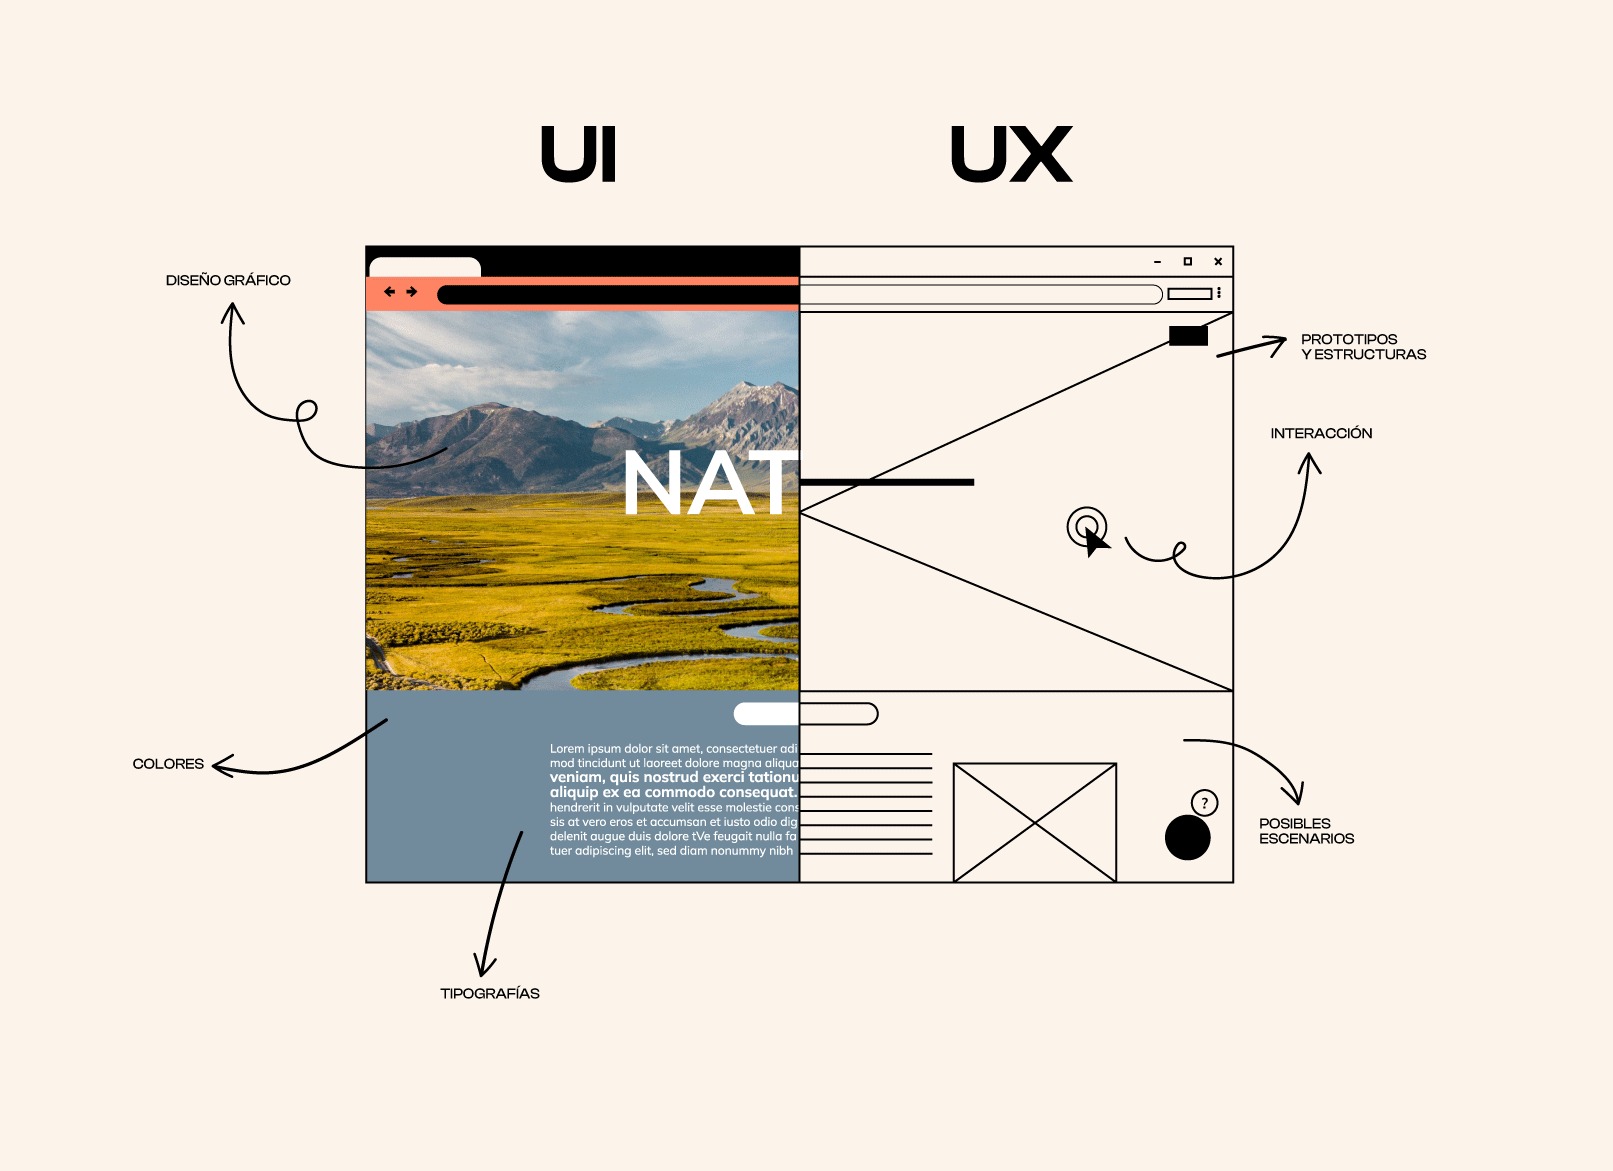 UI
UX
DISEÑO GRÁFICO
PROTOTIPOS
Y ESTRUCTURAS
INTERACCIÓN
NAT
COLORES
Lorem ipsum dolor sit amet, consectetuer adi
mod tincidunt ut laoreet dolore magna aliqua
veniam, quis nostrud exerci tationu
aliquip ex ea commodo consequat.
hendrerit in vulputate velit esse molestie cons
sis at vero eros et accumsan et iusto odio dig
delenit augue duis dolore tVe feugait nulla fa
tuer adipiscing elit, sed diam nonummy nibh
?
POSIBLES
ESCENARIOS
TIPOGRAFÍAS